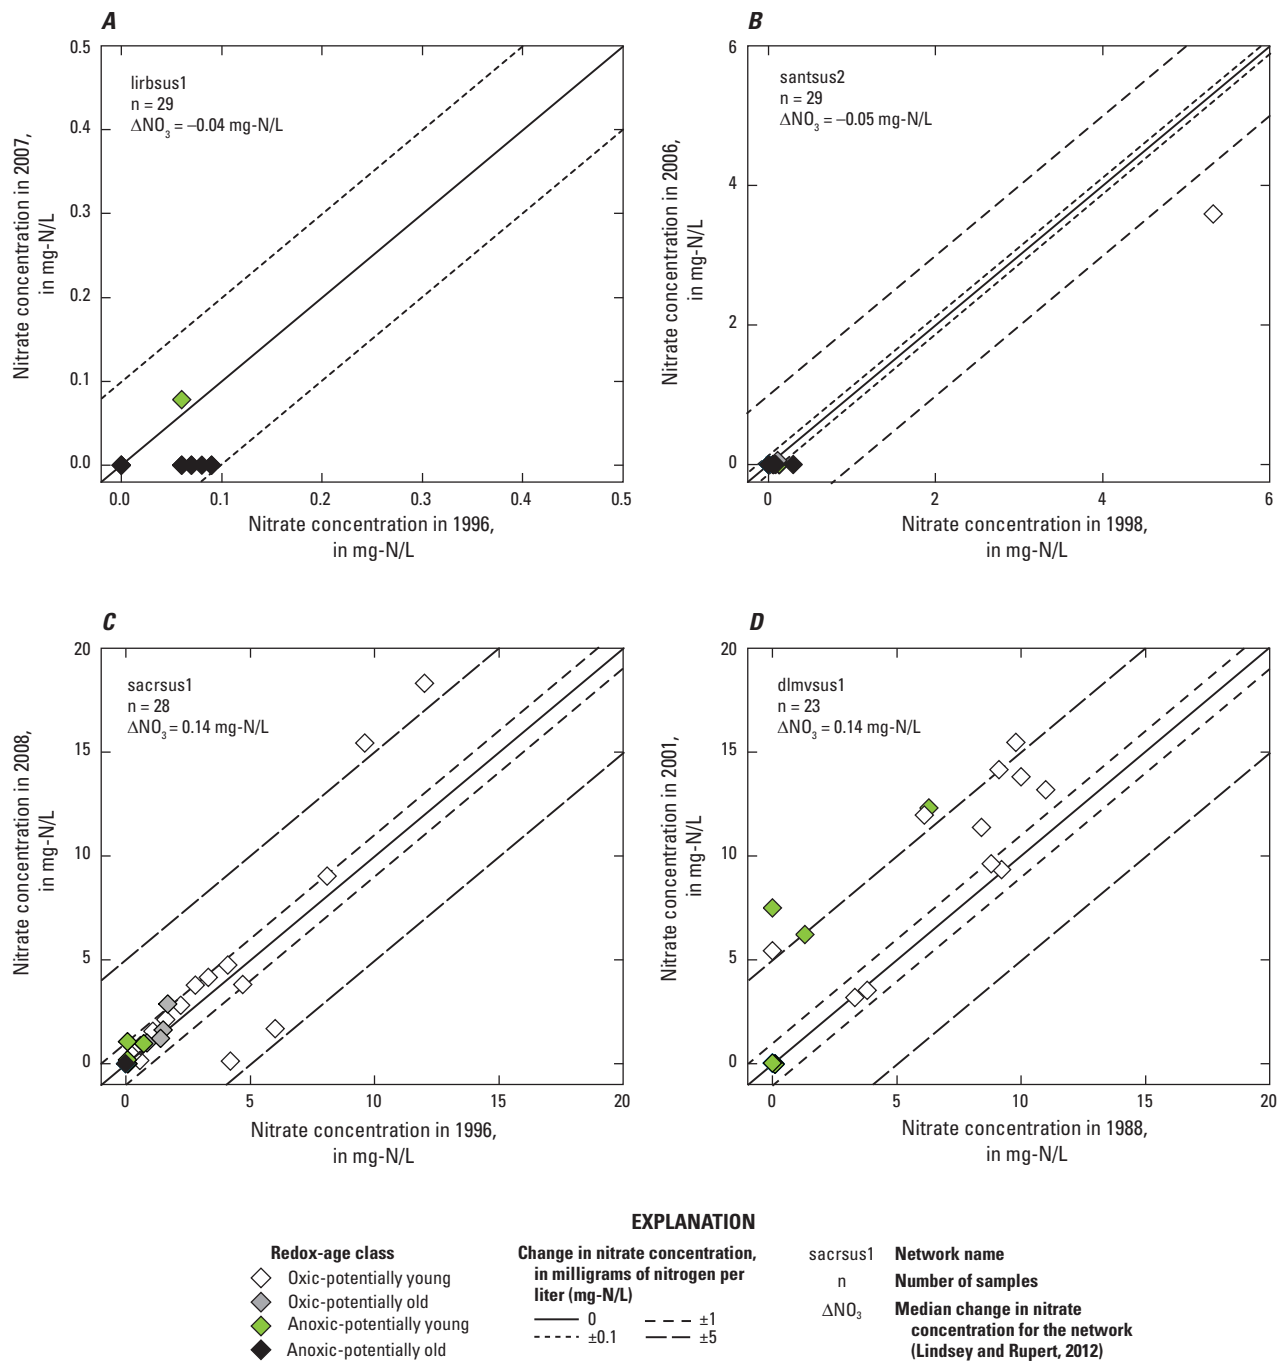 A
lirbsus1
n = 29
ΔNO3 = –0.04 mg-N/L
0.5
0.4
0.3
0.2
0.1
0.0
0.0 0.1 0.2 0.3 0.4 0.5
Nitrate concentration in 2007,
in mg-N/L
Nitrate concentration in 1996,
in mg-N/L
B
santsus2
n = 29
ΔNO3 = –0.05 mg-N/L
6
4
2
0
0 2 4 6
Nitrate concentration in 2006,
in mg-N/L
Nitrate concentration in 1998,
in mg-N/L
C
sacrsus1
n = 28
ΔNO3 = 0.14 mg-N/L
20
15
10
5
0
0 5 10 15 20
Nitrate concentration in 2008,
in mg-N/L
Nitrate concentration in 1996,
in mg-N/L
D
dlmvsus1
n = 23
ΔNO3 = 0.14 mg-N/L
20
15
10
5
0
0 5 10 15 20
Nitrate concentration in 2001,
in mg-N/L
Nitrate concentration in 1988,
in mg-N/L
EXPLANATION
Redox-age class
Oxic-potentially young
Oxic-potentially old
Anoxic-potentially young
Anoxic-potentially old
Change in nitrate concentration,
in milligrams of nitrogen per
liter (mg-N/L)
0 ±1
±0.1 ±5
sacrsus1 Network name
n Number of samples
ΔNO3 Median change in nitrate
concentration for the network
(Lindsey and Rupert, 2012)